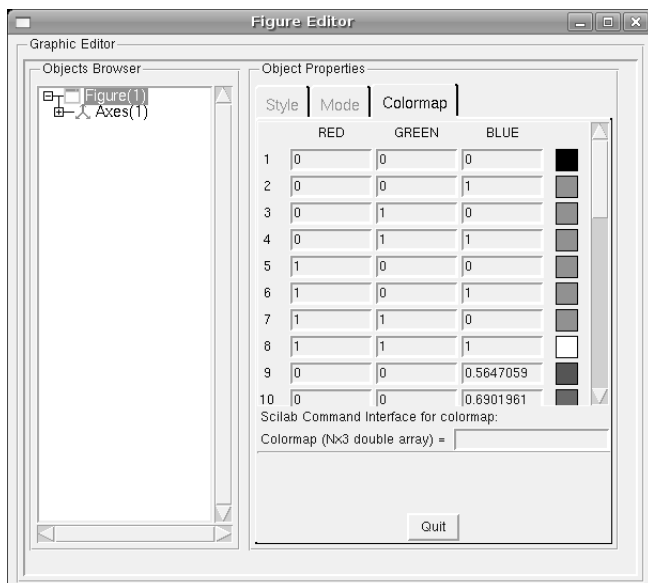 Figure Editor
Graphic Editor
Objects Browser
Figure(1)
Axes(1)
Object Properties
Style Mode Colormap
RED GREEN BLUE
1 0 0 0
2 0 0 1
3 0 1 0
4 0 1 1
5 1 0 0
6 1 0 1
7 1 1 0
8 1 1 1
9 0 0 0.5647059
10 0 0 0.6901961
Scilab Command Interface for colormap:
Colormap (Nx3 double array) =
Quit